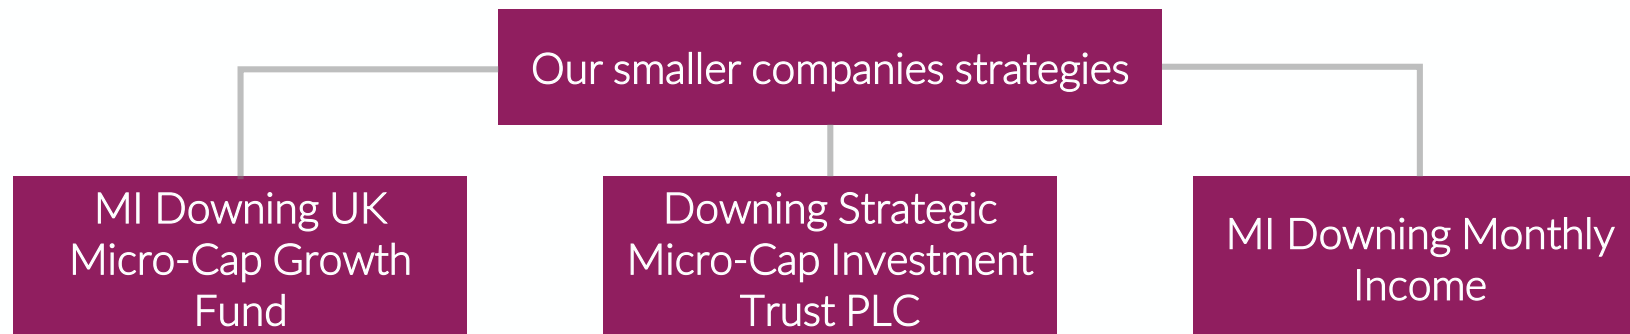 Our smaller companies strategies
MI Downing UK
Micro-Cap Growth
Fund
Downing Strategic
Micro-Cap Investment
Trust PLC
MI Downing Monthly
Income